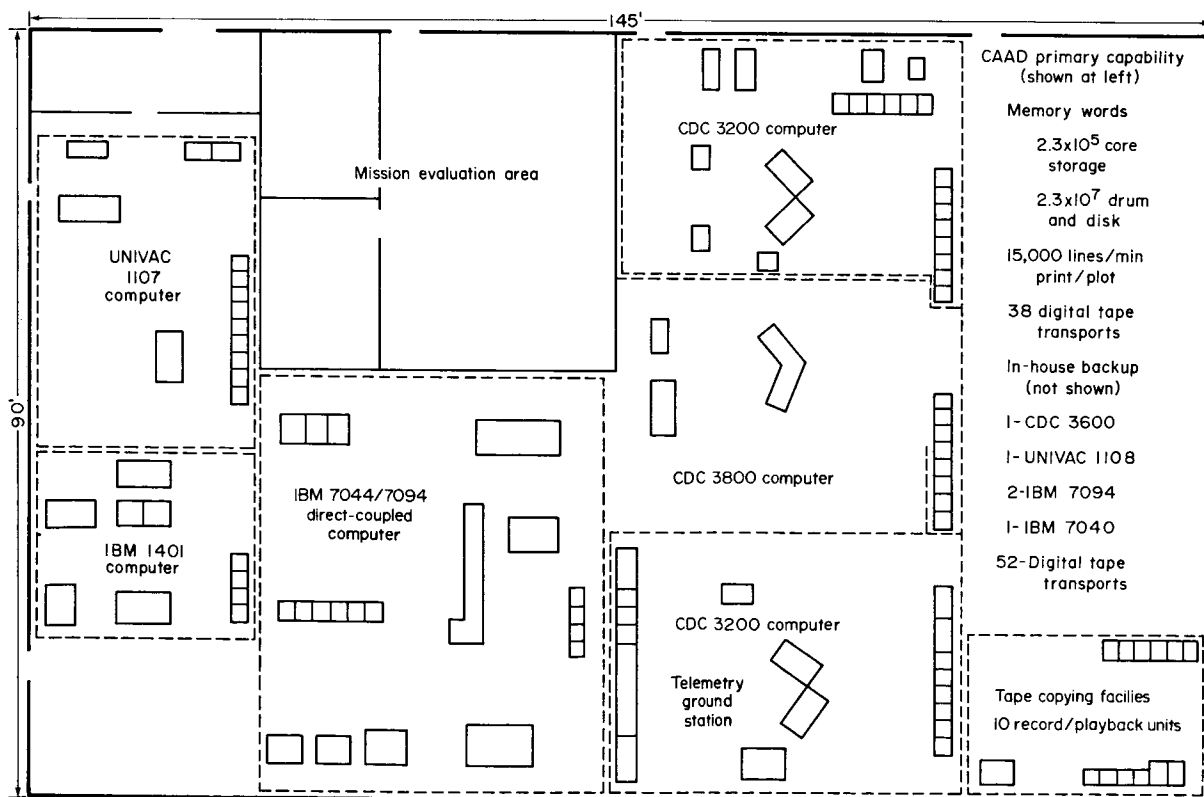 145'
90'
UNIVAC
1107
computer
IBM 1401
computer
Mission evaluation area
IBM 7044/7094
direct-coupled
computer
CDC 3200 computer
CDC 3800 computer
CDC 3200 computer
Telemetry
ground
station
CAAD primary capability
(shown at left)
Memory words
2.3x10⁵ core
storage
2.3x10⁷ drum
and disk
15,000 lines/min
print/plot
38 digital tape
transports
In-house backup
(not shown)
1-CDC 3600
1-UNIVAC 1108
2-IBM 7094
1-IBM 7040
52-Digital tape
transports
Tape copying facilies
10 record/playback units